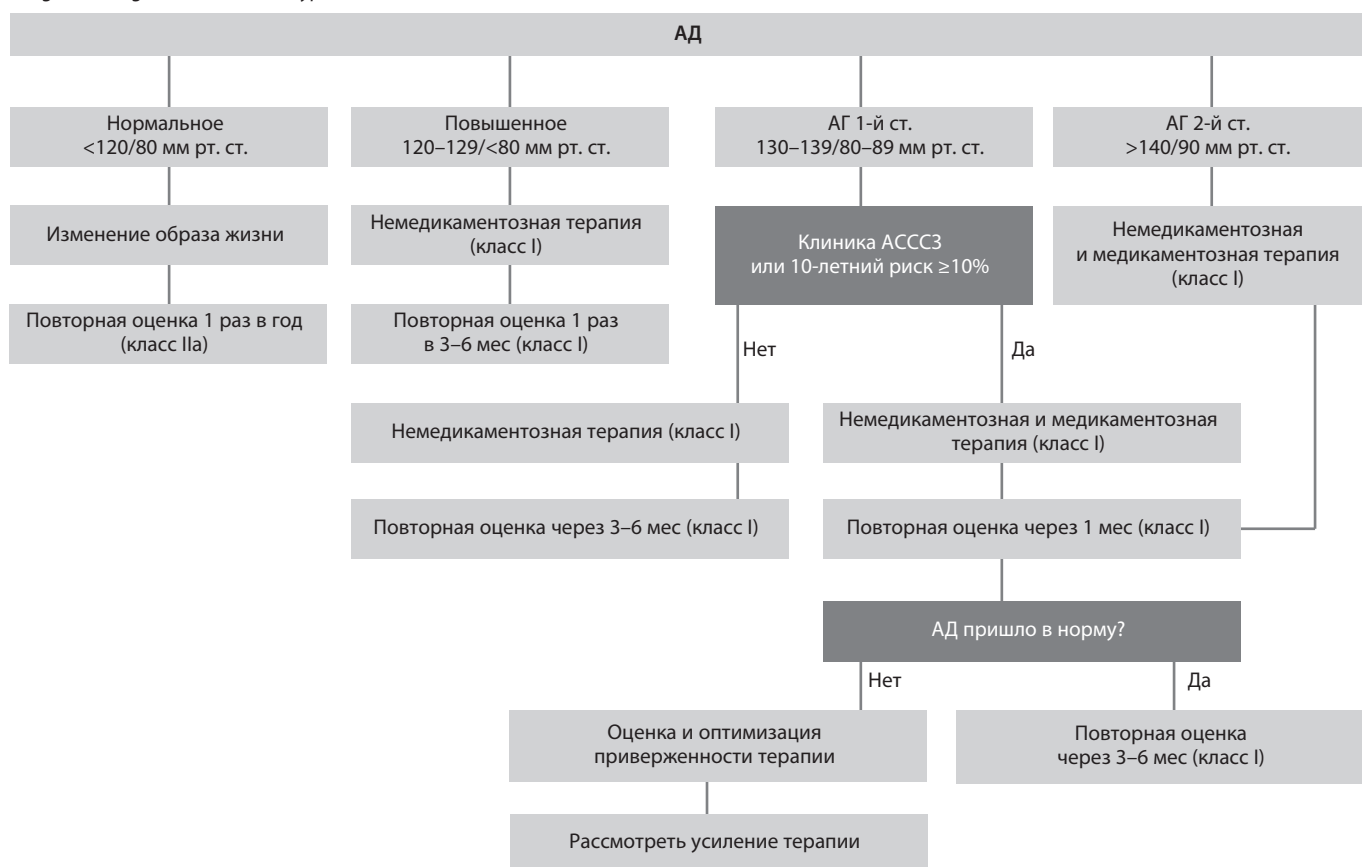 АД
Нормальное
<120/80 мм рт. ст.
Повышенное
120–129/<80 мм рт. ст.
АГ 1-й ст.
130–139/80–89 мм рт. ст.
АГ 2-й ст.
>140/90 мм рт. ст.
Изменение образа жизни
Немедикаментозная терапия
(класс I)
Клиника АССЗ
или 10-летний риск ≥10%
Немедикаментозная
и медикаментозная терапия
(класс I)
Повторная оценка 1 раз в год
(класс IIa)
Повторная оценка 1 раз
в 3–6 мес (класс I)
Нет
Да
Немедикаментозная терапия (класс I)
Немедикаментозная и медикаментозная
терапия (класс I)
Повторная оценка через 3–6 мес (класс I)
Повторная оценка через 1 мес (класс I)
АД пришло в норму?
Нет
Да
Оценка и оптимизация
приверженности терапии
Повторная оценка
через 3–6 мес (класс I)
Рассмотреть усиление терапии